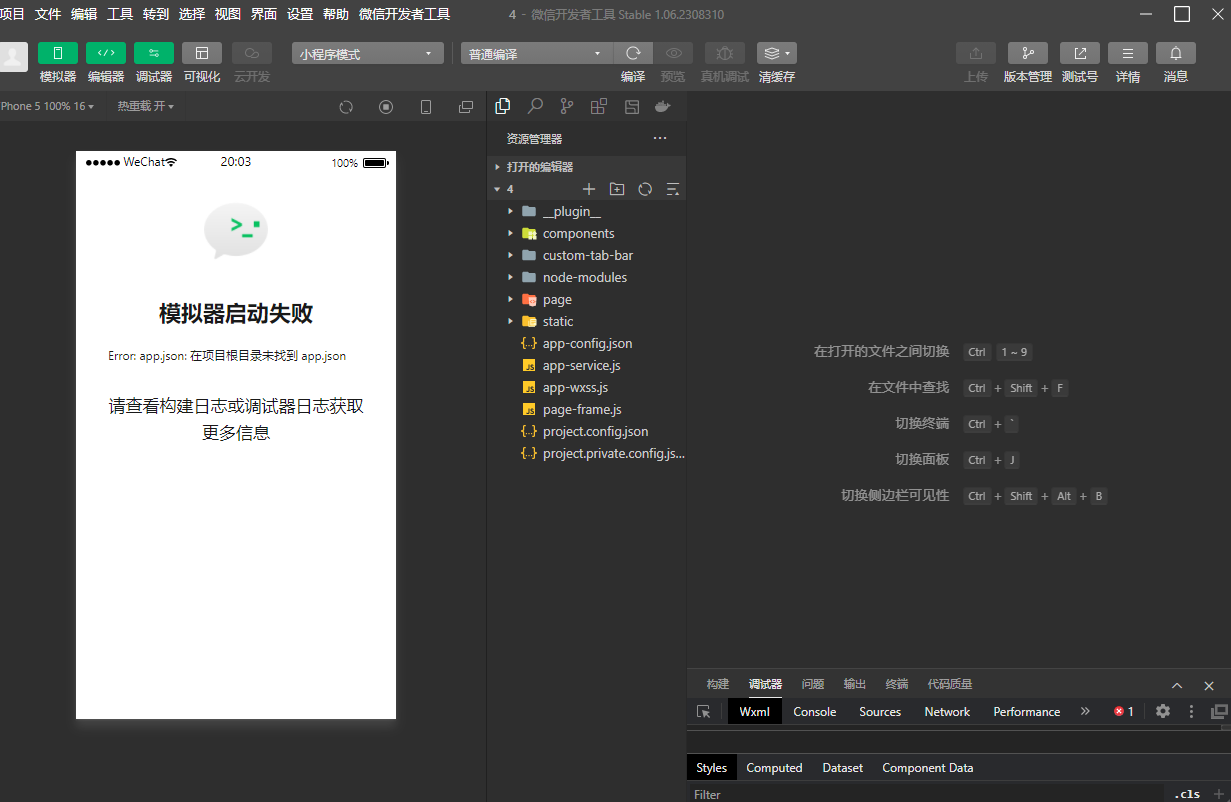 项目 文件 编辑 工具 转到 选择 视图 界面 设置 帮助 微信开发者工具
4 - 微信开发者工具 Stable 1.06.2308310
小程序模式
普通编译
模拟器 编辑器 调试器 可视化 云开发
编译 预览 真机调试 清缓存
上传 版本管理 测试号 详情 消息
Phone 5 100% 16
热重载 开
WeChat
20:03
100%
模拟器启动失败
Error: app.json: 在项目根目录未找到 app.json
请查看构建日志或调试器日志获取
更多信息
资源管理器
打开的编辑器
4
__plugin__
components
custom-tab-bar
node-modules
page
static
app-config.json
app-service.js
app-wxss.js
page-frame.js
project.config.json
project.private.config.js...
在打开的文件之间切换 Ctrl 1 ~ 9
在文件中查找 Ctrl + Shift + F
切换终端 Ctrl + `
切换面板 Ctrl + J
切换侧边栏可见性 Ctrl + Shift + Alt + B
构建 调试器 问题 输出 终端 代码质量
Wxml Console Sources Network Performance 1
Styles Computed Dataset Component Data
Filter .cls